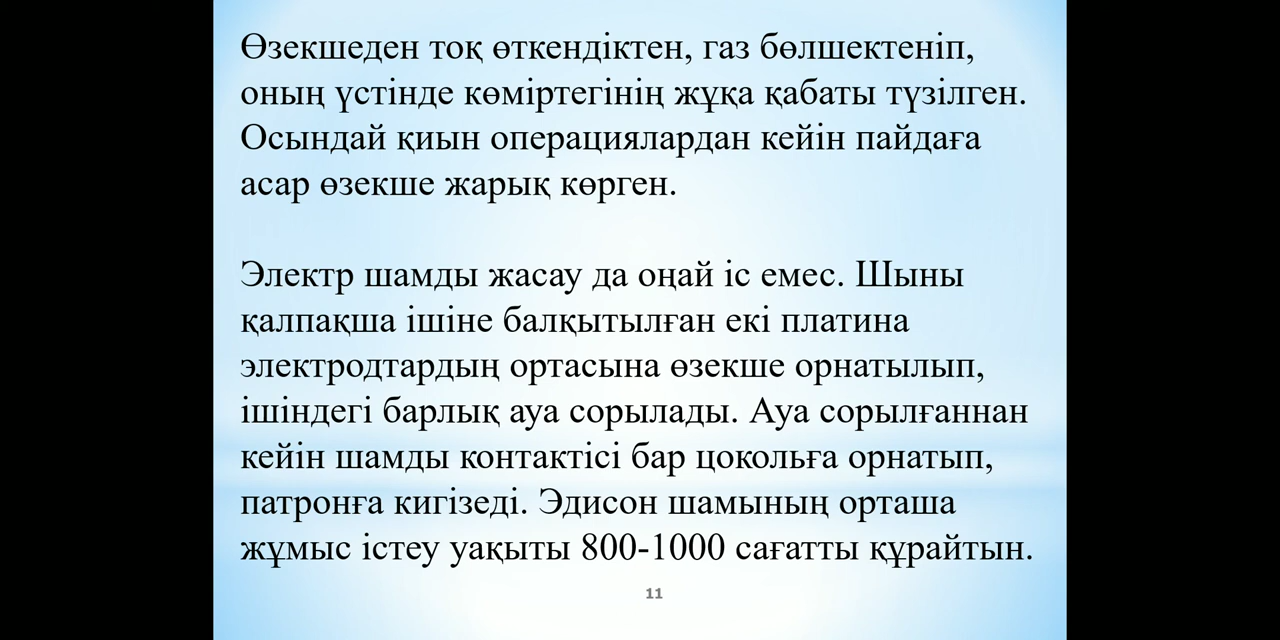 Өзекшеден тоқ өткендіктен, газ бөлшектеніп,
оның үстінде көміртегінің жұқа қабаты түзілген.
Осындай қиын операциялардан кейін пайдаға
асар өзекше жарық көрген.
Электр шамды жасау да оңай іс емес. Шыны
қалпақша ішіне балқытылған екі платина
электродтардың ортасына өзекше орнатылып,
ішіндегі барлық ауа сорылады. Ауа сорылғаннан
кейін шамды контактісі бар цокольға орнатып,
патронға кигізеді. Эдисон шамының орташа
жұмыс істеу уақыты 800-1000 сағатты құрайтын.
11